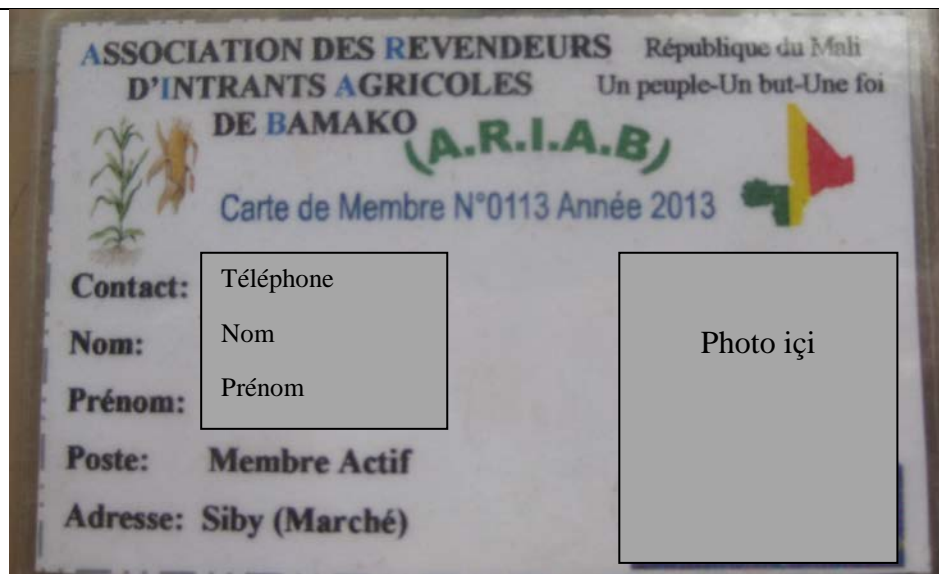 ASSOCIATION DES REVENDEURS
D'INTRANTS AGRICOLES
DE BAMAKO
République du Mali
Un peuple-Un but-Une foi
(A.R.I.A.B)
Carte de Membre N°0113 Année 2013
Contact: Téléphone
Nom: Nom
Prénom: Prénom
Poste: Membre Actif
Adresse: Siby (Marché)
Photo içi